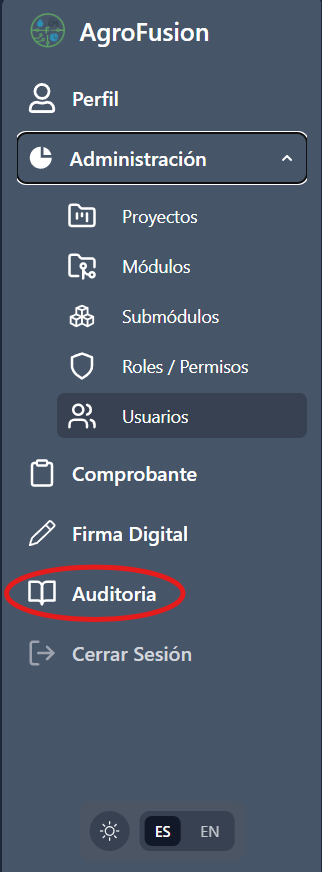 AgroFusion
Perfil
Administración
Proyectos
Módulos
Submódulos
Roles / Permisos
Usuarios
Comprobante
Firma Digital
Auditoria
Cerrar Sesión
ES EN